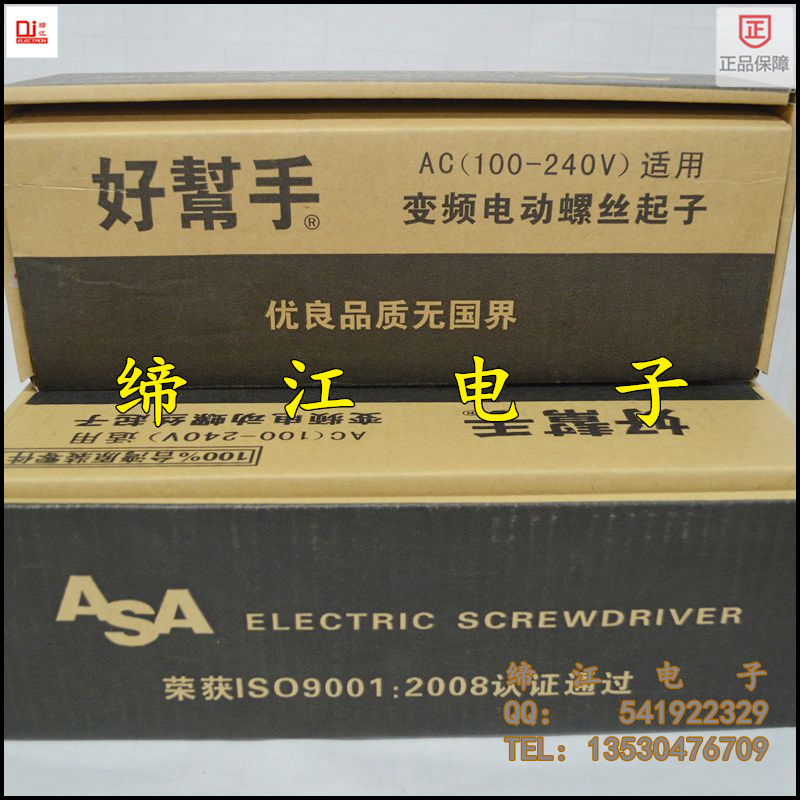 Dj 缔江
ELECTRON
正
正品保障
好幫手®
AC(100-240V)适用
变频电动螺丝起子
优良品质无国界
缔江电子
好幫手®
AC(100-240V)适用
变频电动螺丝起子
100%台湾原装零件
ASA ELECTRIC SCREWDRIVER
荣获ISO9001:2008认证通过
缔江电子
QQ: 541922329
TEL: 13530476709